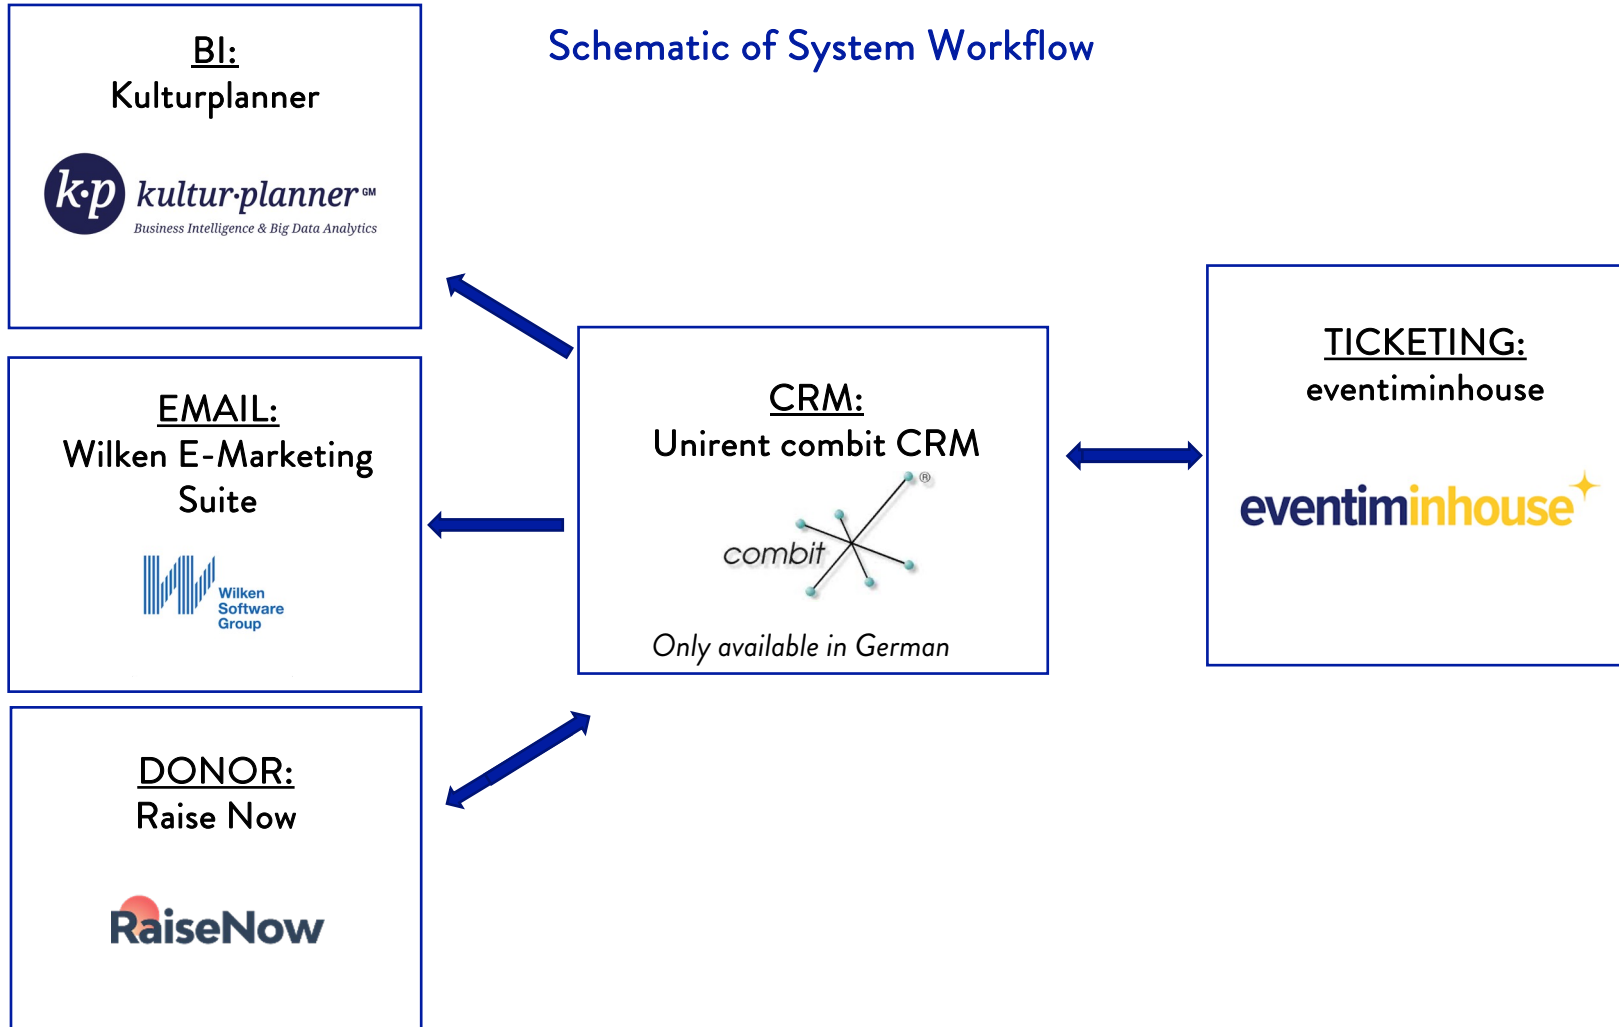 Schematic of System Workflow
BI:
Kulturplanner
k·p
kultur·planner GM
Business Intelligence & Big Data Analytics
EMAIL:
Wilken E-Marketing
Suite
Wilken
Software
Group
DONOR:
Raise Now
RaiseNow
CRM:
Unirent combit CRM
combit ®
Only available in German
TICKETING:
eventiminhouse
eventiminhouse